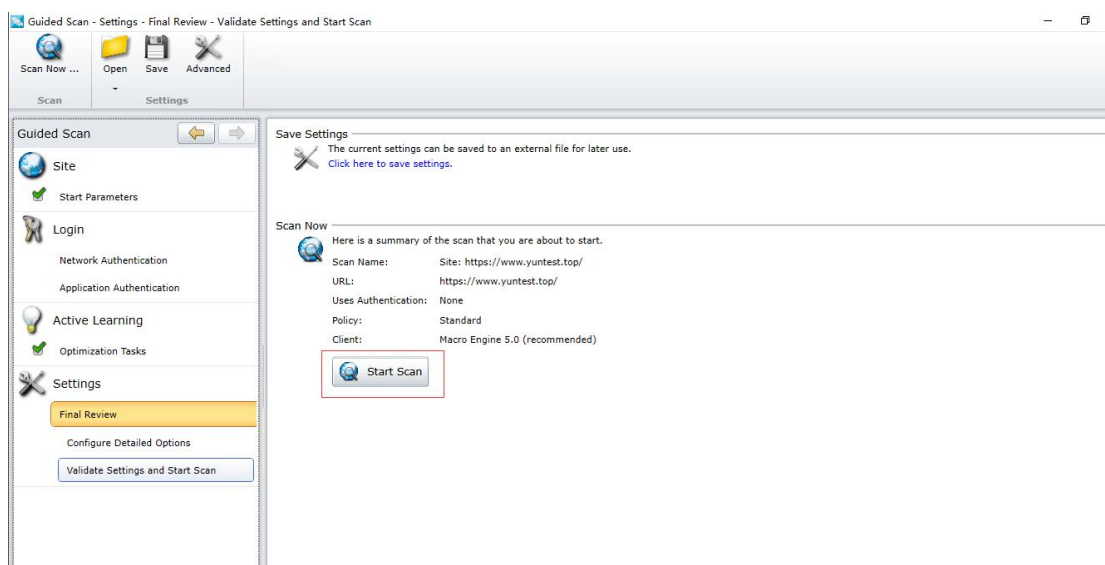 Guided Scan - Settings - Final Review - Validate Settings and Start Scan
Scan Now ...
Open
Save
Advanced
Scan
Settings
Guided Scan
Site
Start Parameters
Login
Network Authentication
Application Authentication
Active Learning
Optimization Tasks
Settings
Final Review
Configure Detailed Options
Validate Settings and Start Scan
Save Settings
The current settings can be saved to an external file for later use.
Click here to save settings.
Scan Now
Here is a summary of the scan that you are about to start.
Scan Name: Site: https://www.yuntest.top/
URL: https://www.yuntest.top/
Uses Authentication: None
Policy: Standard
Client: Macro Engine 5.0 (recommended)
Start Scan